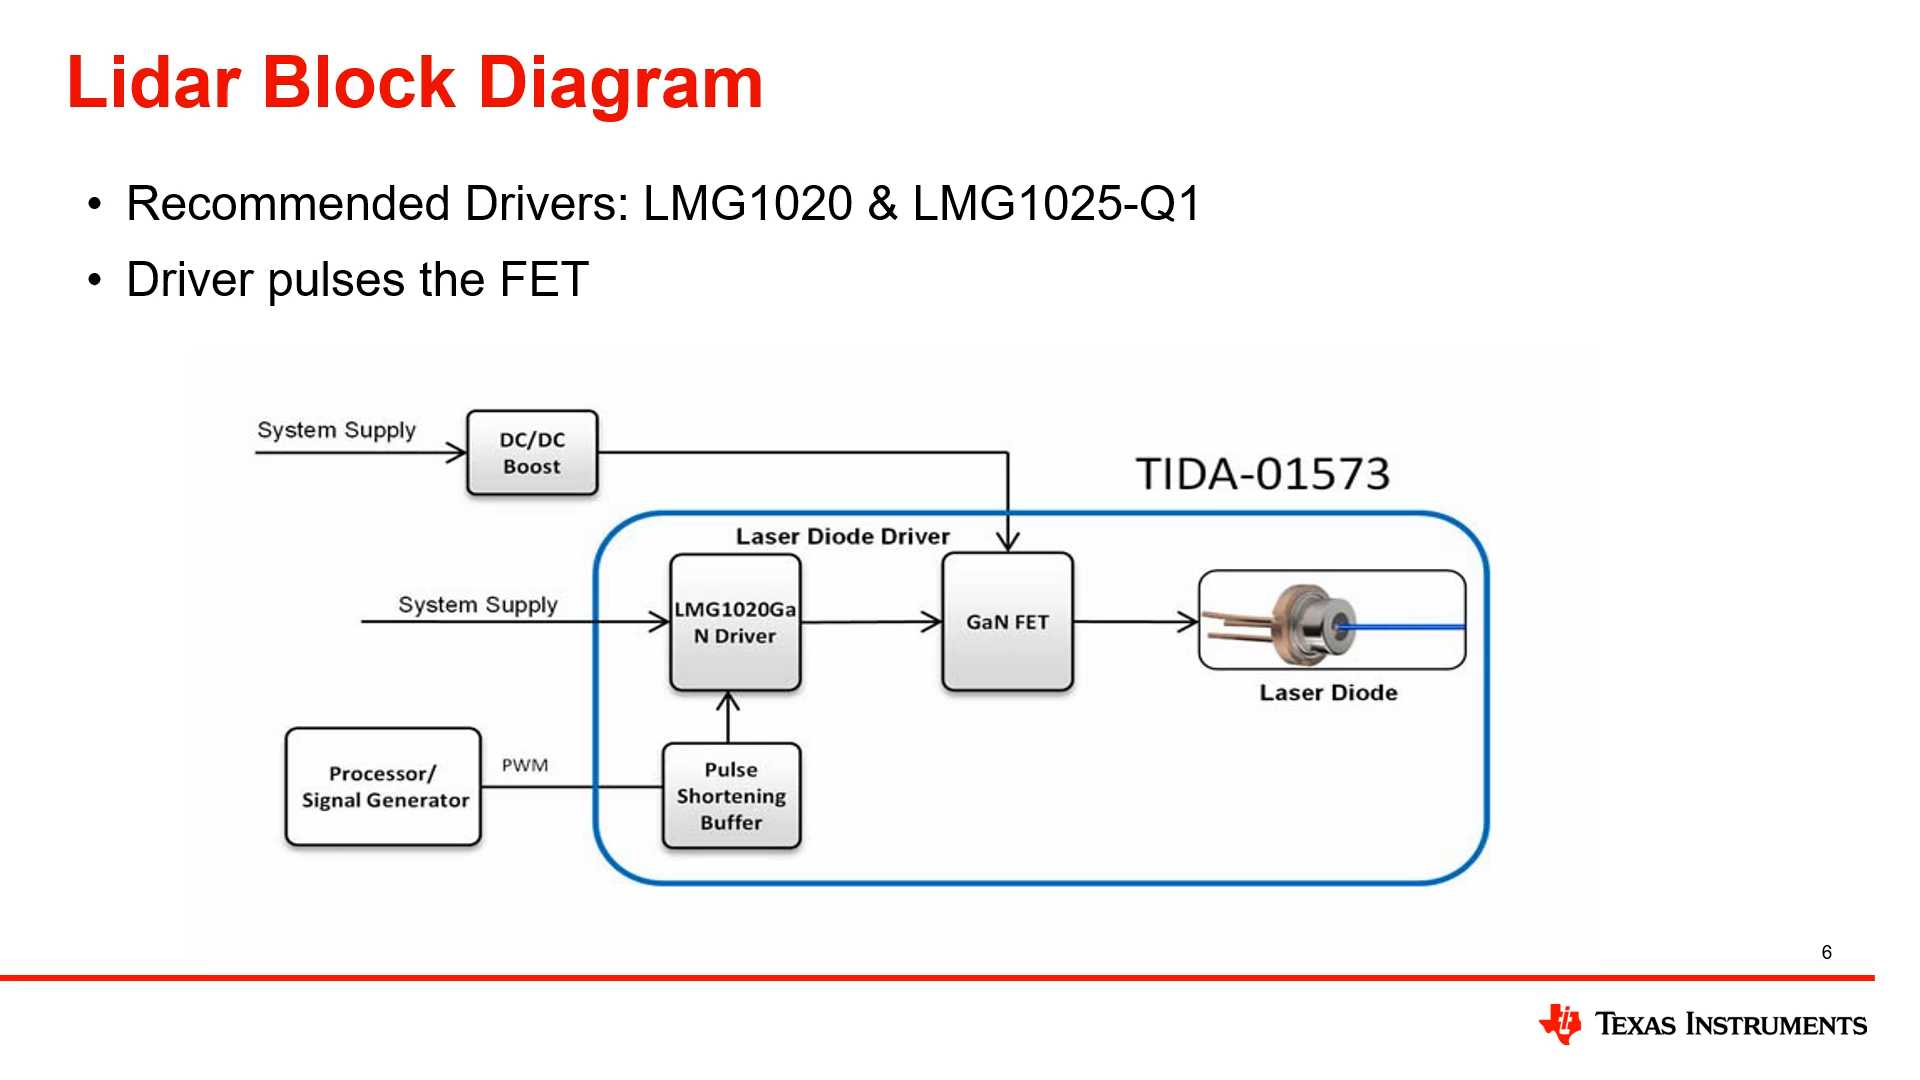 Lidar Block Diagram
• Recommended Drivers: LMG1020 & LMG1025-Q1
• Driver pulses the FET
System Supply
DC/DC
Boost
TIDA-01573
Laser Diode Driver
System Supply
LMG1020Ga
N Driver
GaN FET
Laser Diode
Processor/
Signal Generator
PWM
Pulse
Shortening
Buffer
6
TEXAS INSTRUMENTS